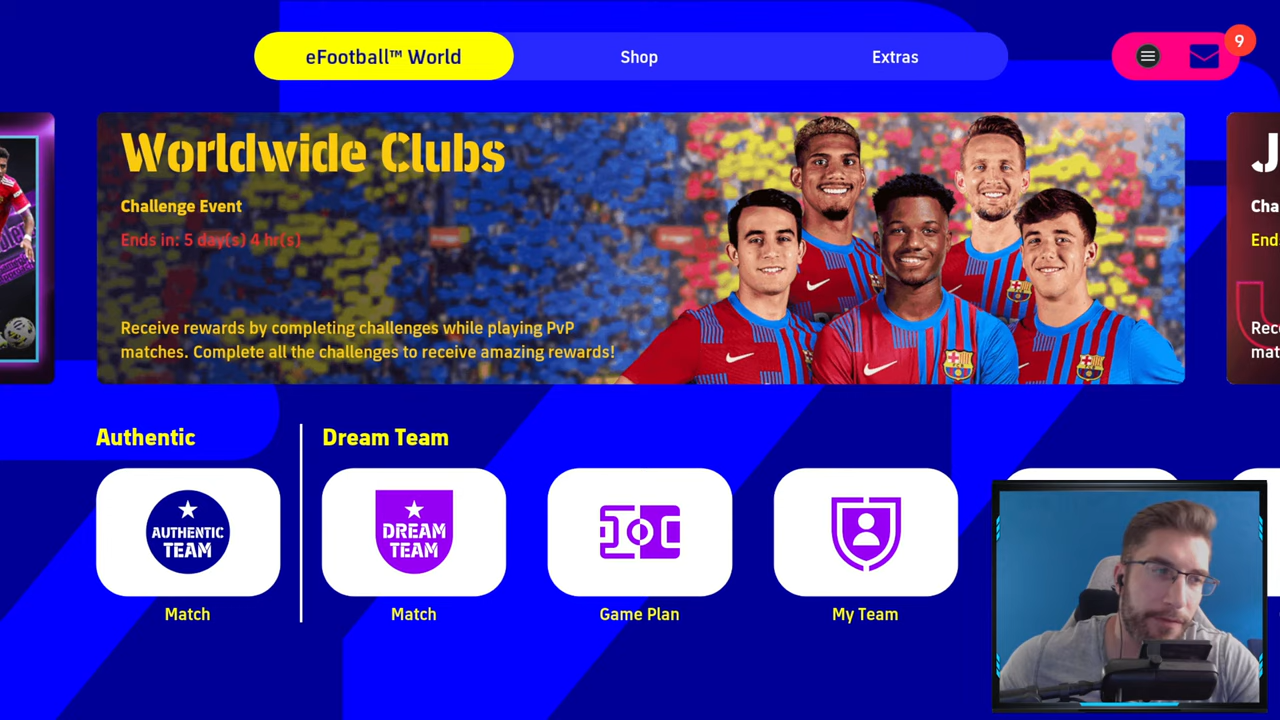 eFootball™ World
Shop
Extras
9
Worldwide Clubs
Challenge Event
Ends in: 5 day(s) 4 hr(s)
Receive rewards by completing challenges while playing PvP
matches. Complete all the challenges to receive amazing rewards!
J
Cha
End
Rec
mat
Authentic
Dream Team
AUTHENTIC
TEAM
DREAM
TEAM
Match
Match
Game Plan
My Team